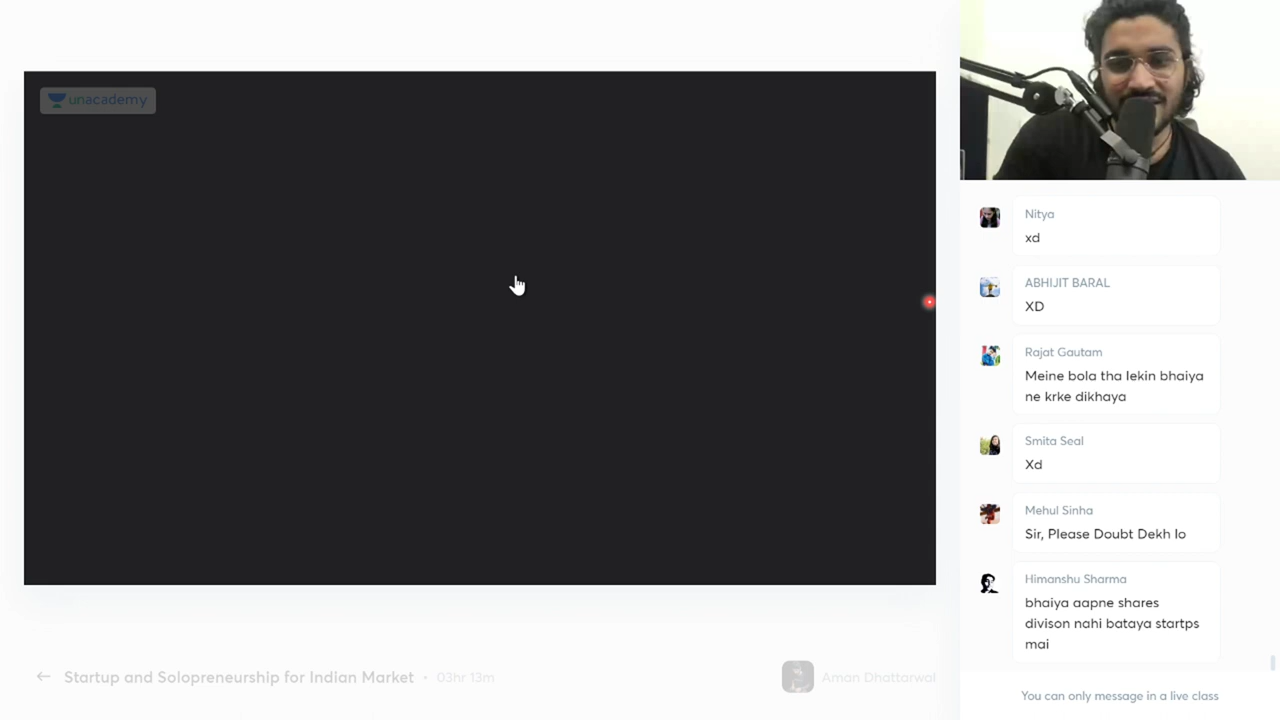 unacademy
Nitya
xd
ABHIJIT BARAL
XD
Rajat Gautam
Meine bola tha lekin bhaiya
ne krke dikhaya
Smita Seal
Xd
Mehul Sinha
Sir, Please Doubt Dekh lo
Himanshu Sharma
bhaiya aapne shares
divison nahi bataya startps
mai
Startup and Solopreneurship for Indian Market • 03hr 13m
Aman Dhattarwal
You can only message in a live class